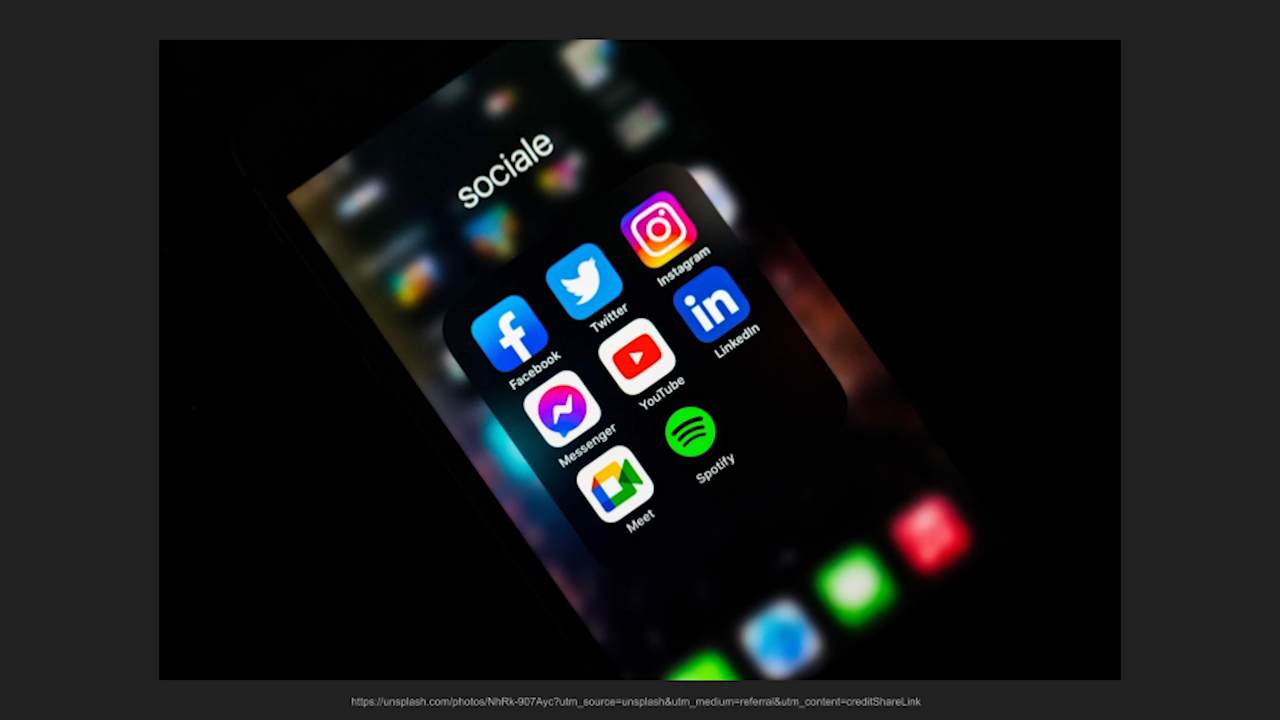 sociale
Facebook
Twitter
Instagram
Messenger
YouTube
LinkedIn
Meet
Spotify
https://unsplash.com/photos/NhRk-907Ayc?utm_source=unsplash&utm_medium=referral&utm_content=creditShareLink